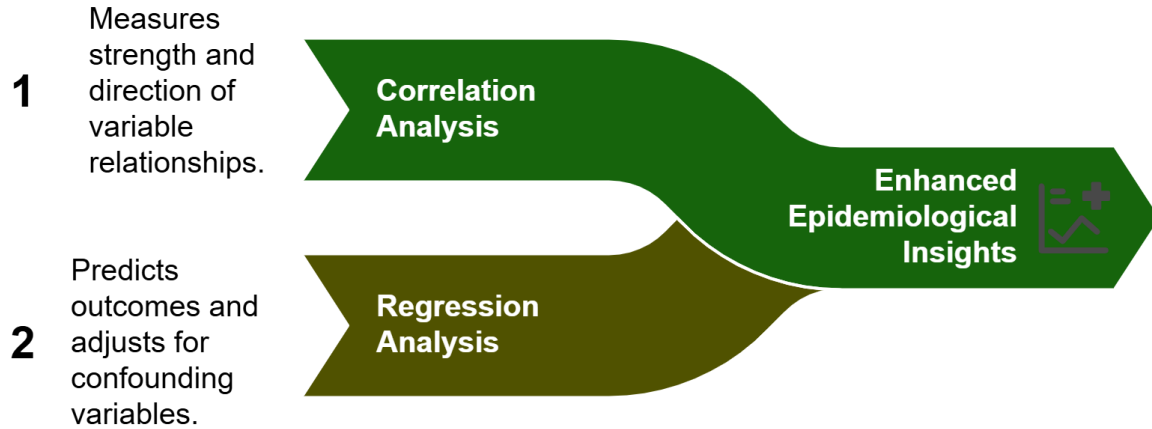 1
Measures
strength and
direction of
variable
relationships.
Correlation
Analysis
Enhanced
Epidemiological
Insights
2
Predicts
outcomes and
adjusts for
confounding
variables.
Regression
Analysis